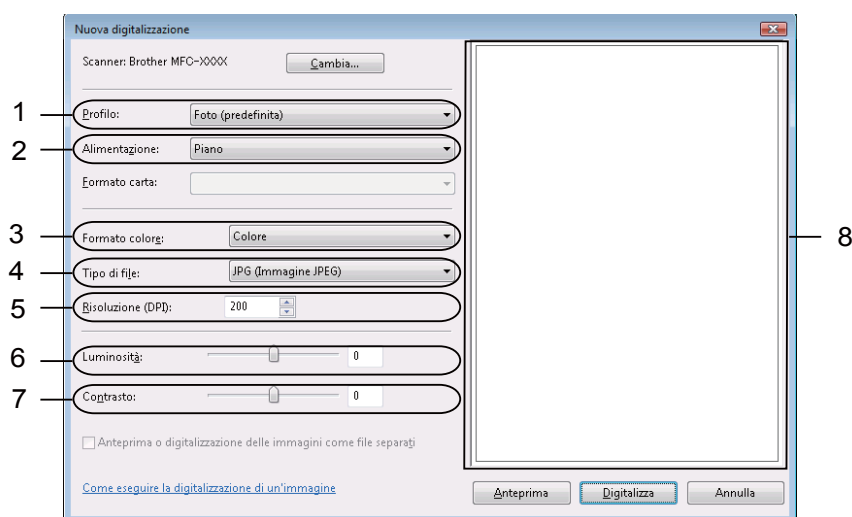 Nuova digitalizzazione
Scanner: Brother MFC-XXXX Cambia...
1 Profilo: Foto (predefinita)
2 Alimentazione: Piano
Formato carta:
3 Formato colore: Colore
4 Tipo di file: JPG (Immagine JPEG)
5 Risoluzione (DPI): 200
6 Luminosità: 0
7 Contrasto: 0
8
Anteprima o digitalizzazione delle immagini come file separati
Come eseguire la digitalizzazione di un'immagine
Anteprima Digitalizza Annulla